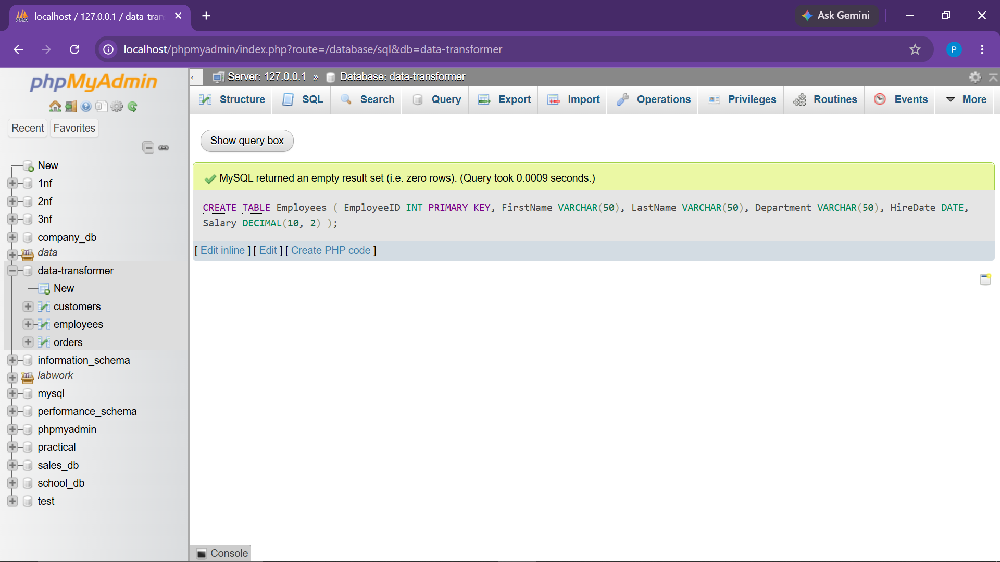 localhost / 127.0.0.1 / data-tran
Ask Gemini
localhost/phpmyadmin/index.php?route=/database/sql&db=data-transformer
P
phpMyAdmin
Server: 127.0.0.1 » Database: data-transformer
Structure SQL Search Query Export Import Operations Privileges Routines Events More
Recent Favorites
New
1nf
2nf
3nf
company_db
data
data-transformer
New
customers
employees
orders
information_schema
labwork
mysql
performance_schema
phpmyadmin
practical
sales_db
school_db
test
Show query box
MySQL returned an empty result set (i.e. zero rows). (Query took 0.0009 seconds.)
CREATE TABLE Employees ( EmployeeID INT PRIMARY KEY, FirstName VARCHAR(50), LastName VARCHAR(50), Department VARCHAR(50), HireDate DATE,
Salary DECIMAL(10, 2) );
[ Edit inline ] [ Edit ] [ Create PHP code ]
Console